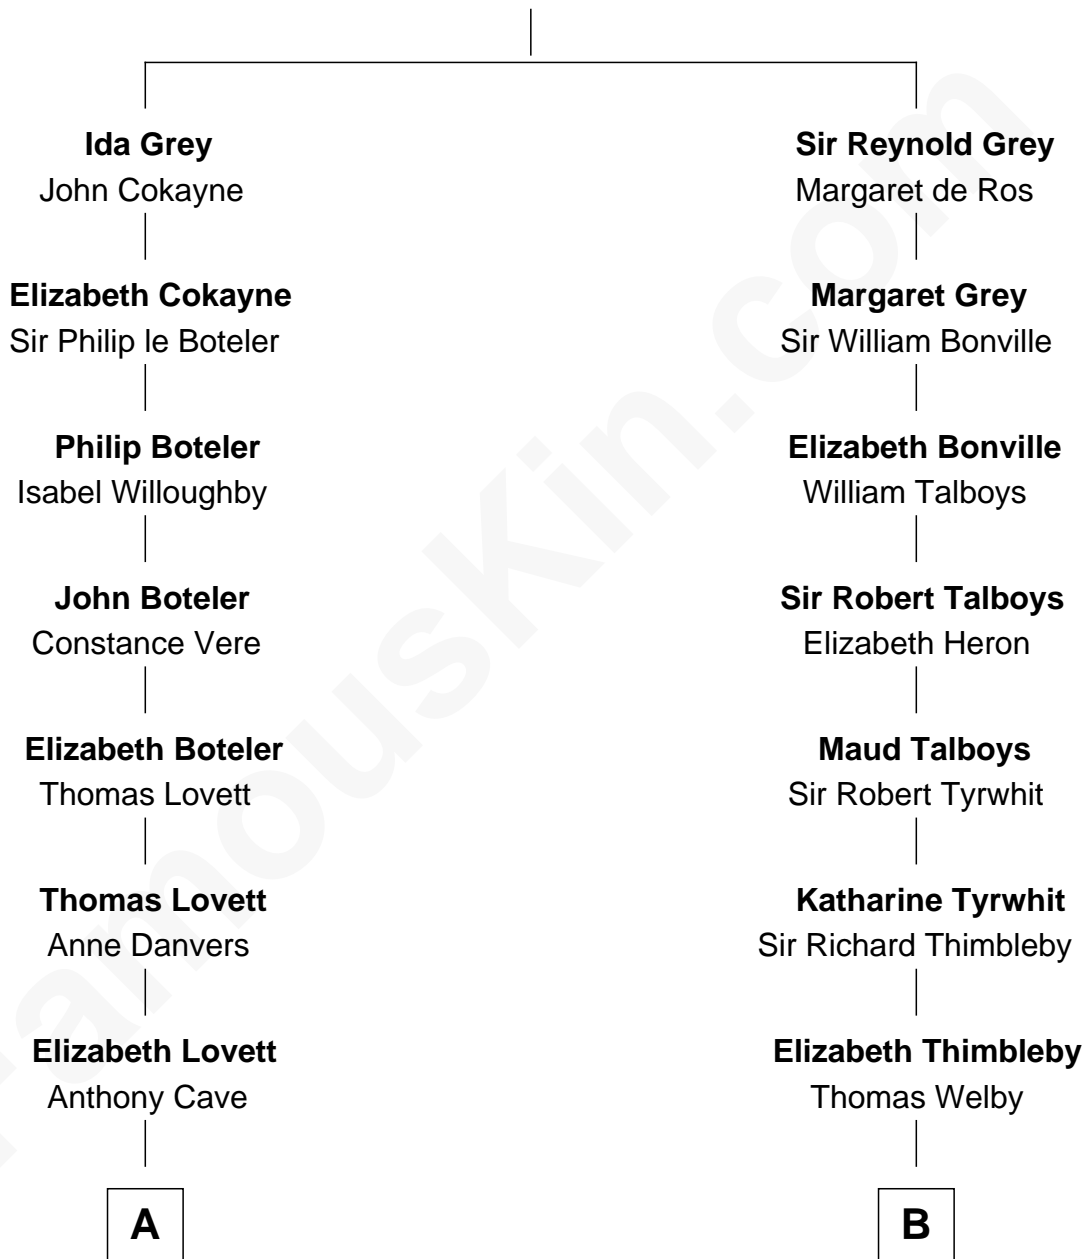 Ida Grey
John Cokayne
Elizabeth Cokayne
Sir Philip le Boteler
Philip Boteler
Isabel Willoughby
John Boteler
Constance Vere
Elizabeth Boteler
Thomas Lovett
Thomas Lovett
Anne Danvers
Elizabeth Lovett
Anthony Cave
A
Sir Reynold Grey
Margaret de Ros
Margaret Grey
Sir William Bonville
Elizabeth Bonville
William Talboys
Sir Robert Talboys
Elizabeth Heron
Maud Talboys
Sir Robert Tyrwhit
Katharine Tyrwhit
Sir Richard Thimbleby
Elizabeth Thimbleby
Thomas Welby
B
FamousKin.com